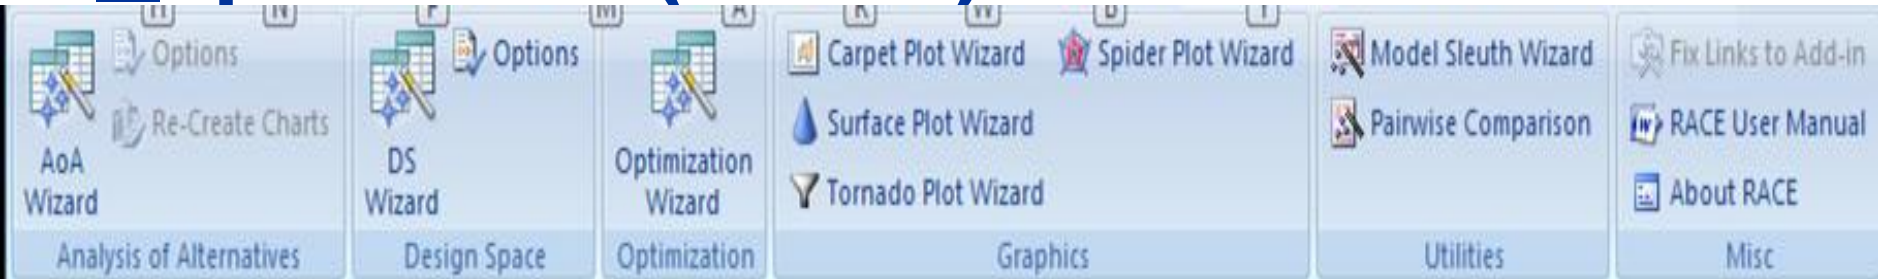 H N F M A K W B Y
Options
Re-Create Charts
AoA
Wizard
Analysis of Alternatives
Options
DS
Wizard
Design Space
Optimization
Wizard
Optimization
Carpet Plot Wizard
Spider Plot Wizard
Surface Plot Wizard
Tornado Plot Wizard
Graphics
Model Sleuth Wizard
Pairwise Comparison
Utilities
Fix Links to Add-in
RACE User Manual
About RACE
Misc